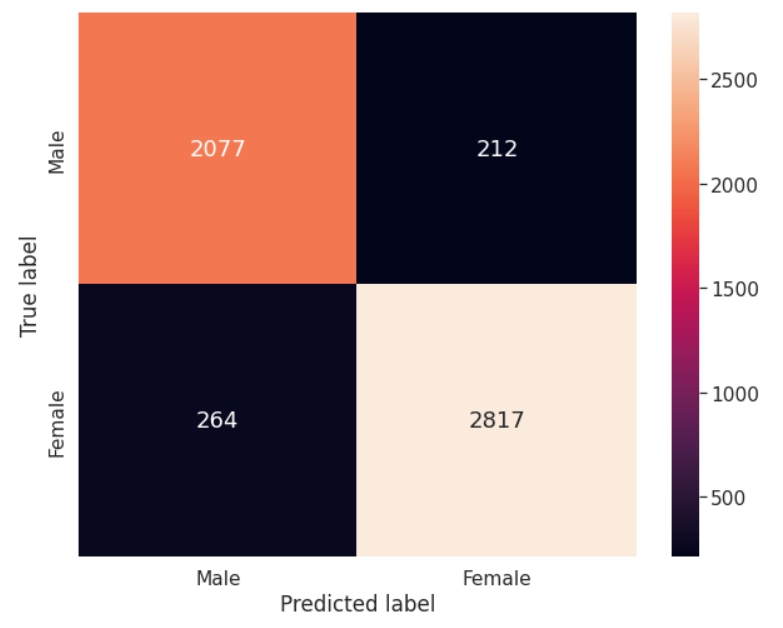 2077 212
264 2817
Male
Female
True label
Male Female
Predicted label
2500
2000
1500
1000
500